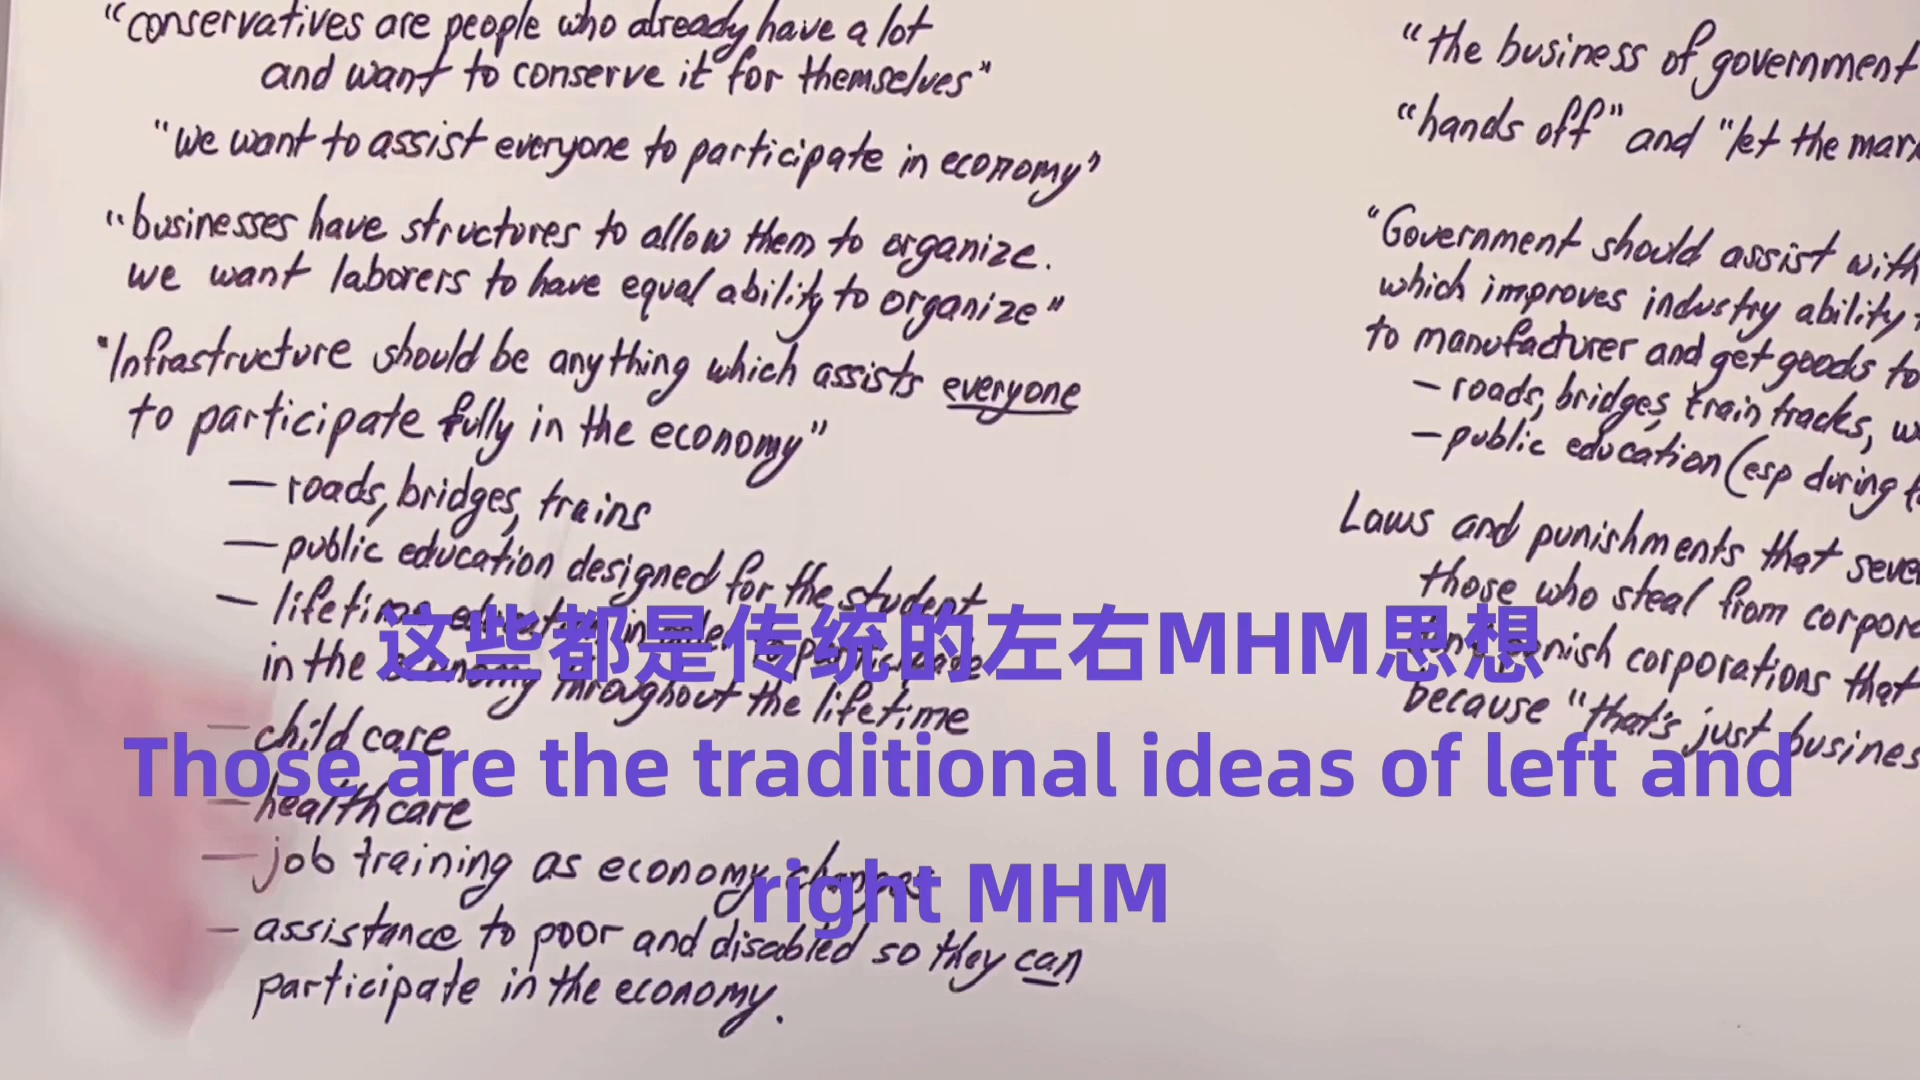 “conservatives are people who already have a lot
and want to conserve it for themselves”
“we want to assist everyone to participate in economy”
“businesses have structures to allow them to organize.
we want laborers to have equal ability to organize”
“Infrastructure should be anything which assists everyone
to participate fully in the economy”
— roads, bridges, trains
— public education designed for the student
— lifetime education in
in the economy throughout the lifetime
— child care
— healthcare
— job training as economy changes
— assistance to poor and disabled so they can
participate in the economy.
“the business of government
“hands off” and “let the
“Government should assist with
which improves industry ability
to manufacturer and get goods to
— roads, bridges, train tracks,
— public education (esp during
Laws and punishments that
those who steal from
punish corporations that
because “that's just
这些都是传统的左右MHM思想
Those are the traditional ideas of left and
right MHM